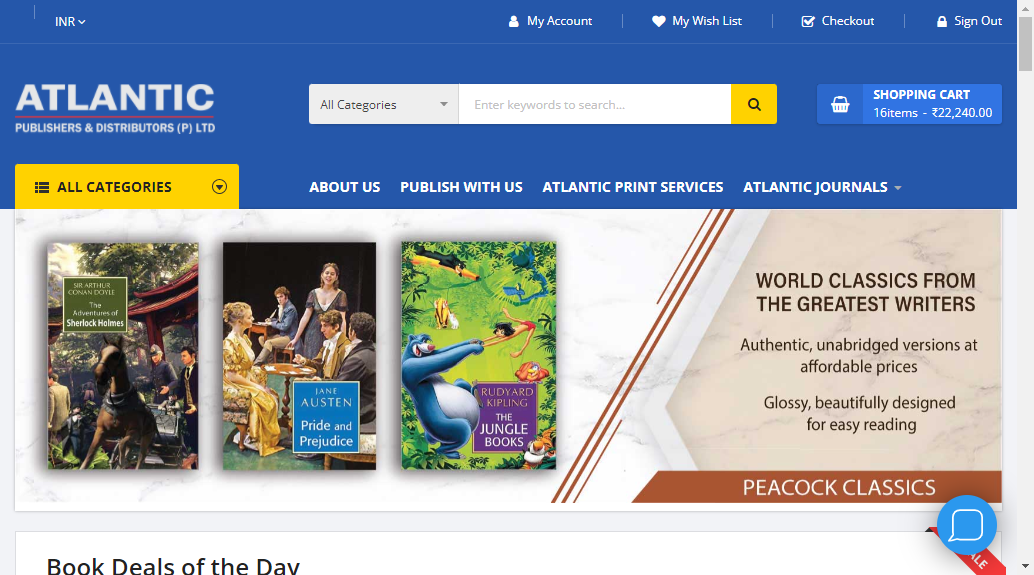 INR
My Account
My Wish List
Checkout
Sign Out
ATLANTIC
PUBLISHERS & DISTRIBUTORS (P) LTD
All Categories
Enter keywords to search...
SHOPPING CART
16items - ₹22,240.00
ALL CATEGORIES
ABOUT US
PUBLISH WITH US
ATLANTIC PRINT SERVICES
ATLANTIC JOURNALS
SIR ARTHUR
CONAN DOYLE
The
Adventures of
Sherlock Holmes
JANE
AUSTEN
Pride and
Prejudice
RUDYARD
KIPLING
THE
JUNGLE
BOOKS
WORLD CLASSICS FROM
THE GREATEST WRITERS
Authentic, unabridged versions at
affordable prices
Glossy, beautifully designed
for easy reading
PEACOCK CLASSICS
Book Deals of the Day